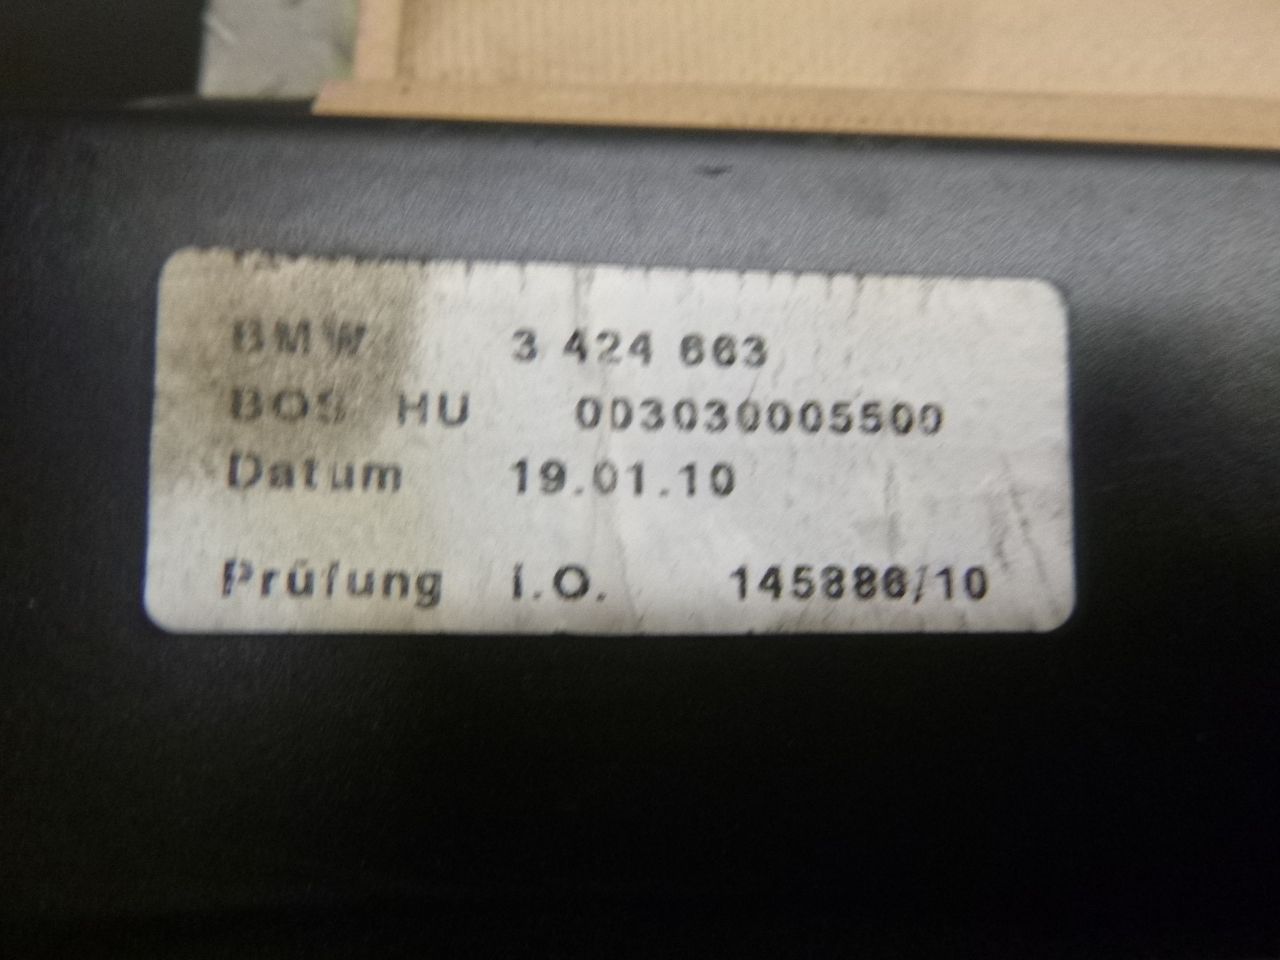 BMW 3 424 663
BOS HU 003030005500
Datum 19.01.10
Prüfung I.O. 145886/10